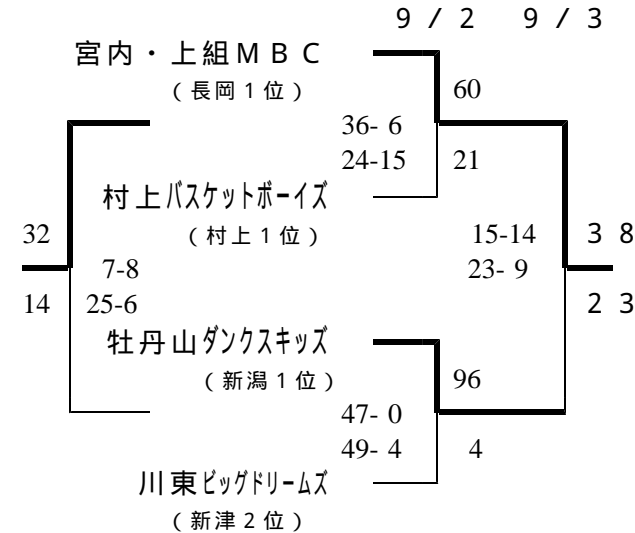 ９／２　９／３
宮内・上組ＭＢＣ
（長岡１位）
60
36- 6
24-15
21
村上バスケットボーイズ
（村上１位）
32
15-14
３８
7-8
23- 9
14
25-6
２３
牡丹山ダンクスキッズ
（新潟１位）
96
47- 0
49- 4
4
川東ビッグドリームズ
（新津２位）